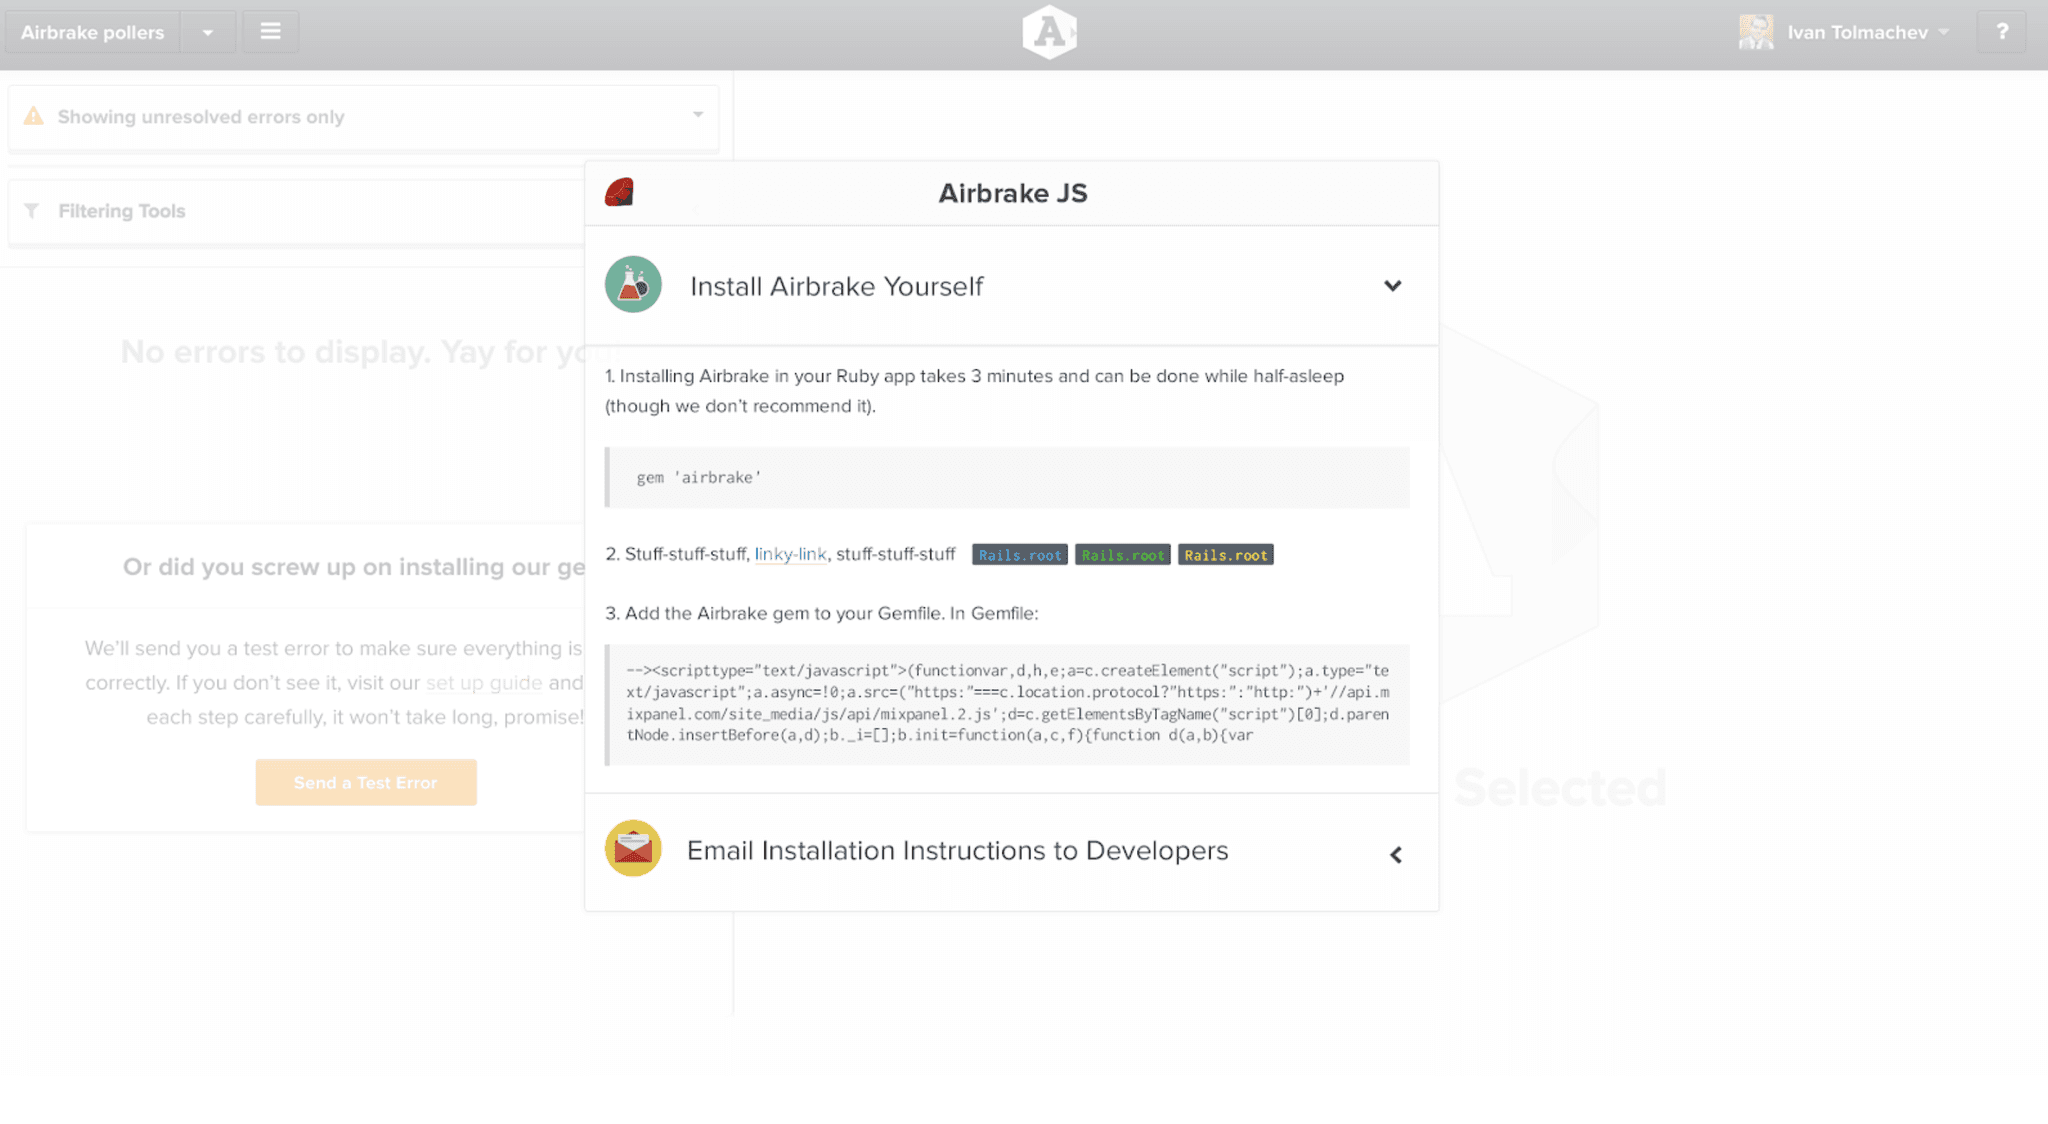 Airbrake pollers
A
Ivan Tolmachev
?
Showing unresolved errors only
Filtering Tools
No errors to display. Yay for you!
Or did you screw up on installing our ge
We'll send you a test error to make sure everything is
correctly. If you don't see it, visit our set up guide and
each step carefully, it won't take long, promise!
Send a Test Error
Airbrake JS
Install Airbrake Yourself
1. Installing Airbrake in your Ruby app takes 3 minutes and can be done while half-asleep
(though we don't recommend it).
gem 'airbrake'
2. Stuff-stuff-stuff, linky-link, stuff-stuff-stuff Rails.root Rails.root Rails.root
3. Add the Airbrake gem to your Gemfile. In Gemfile:
--><scripttype="text/javascript">(functionvar,d,h,e;a=c.createElement("script");a.type="te
xt/javascript";a.async=!0;a.src=("https:"===c.location.protocol?"https:":"http:")+'//api.m
ixpanel.com/site_media/js/api/mixpanel.2.js';d=c.getElementsByTagName("script")[0];d.paren
tNode.insertBefore(a,d);b._i=[];b.init=function(a,c,f){function d(a,b){var
Email Installation Instructions to Developers
Selected